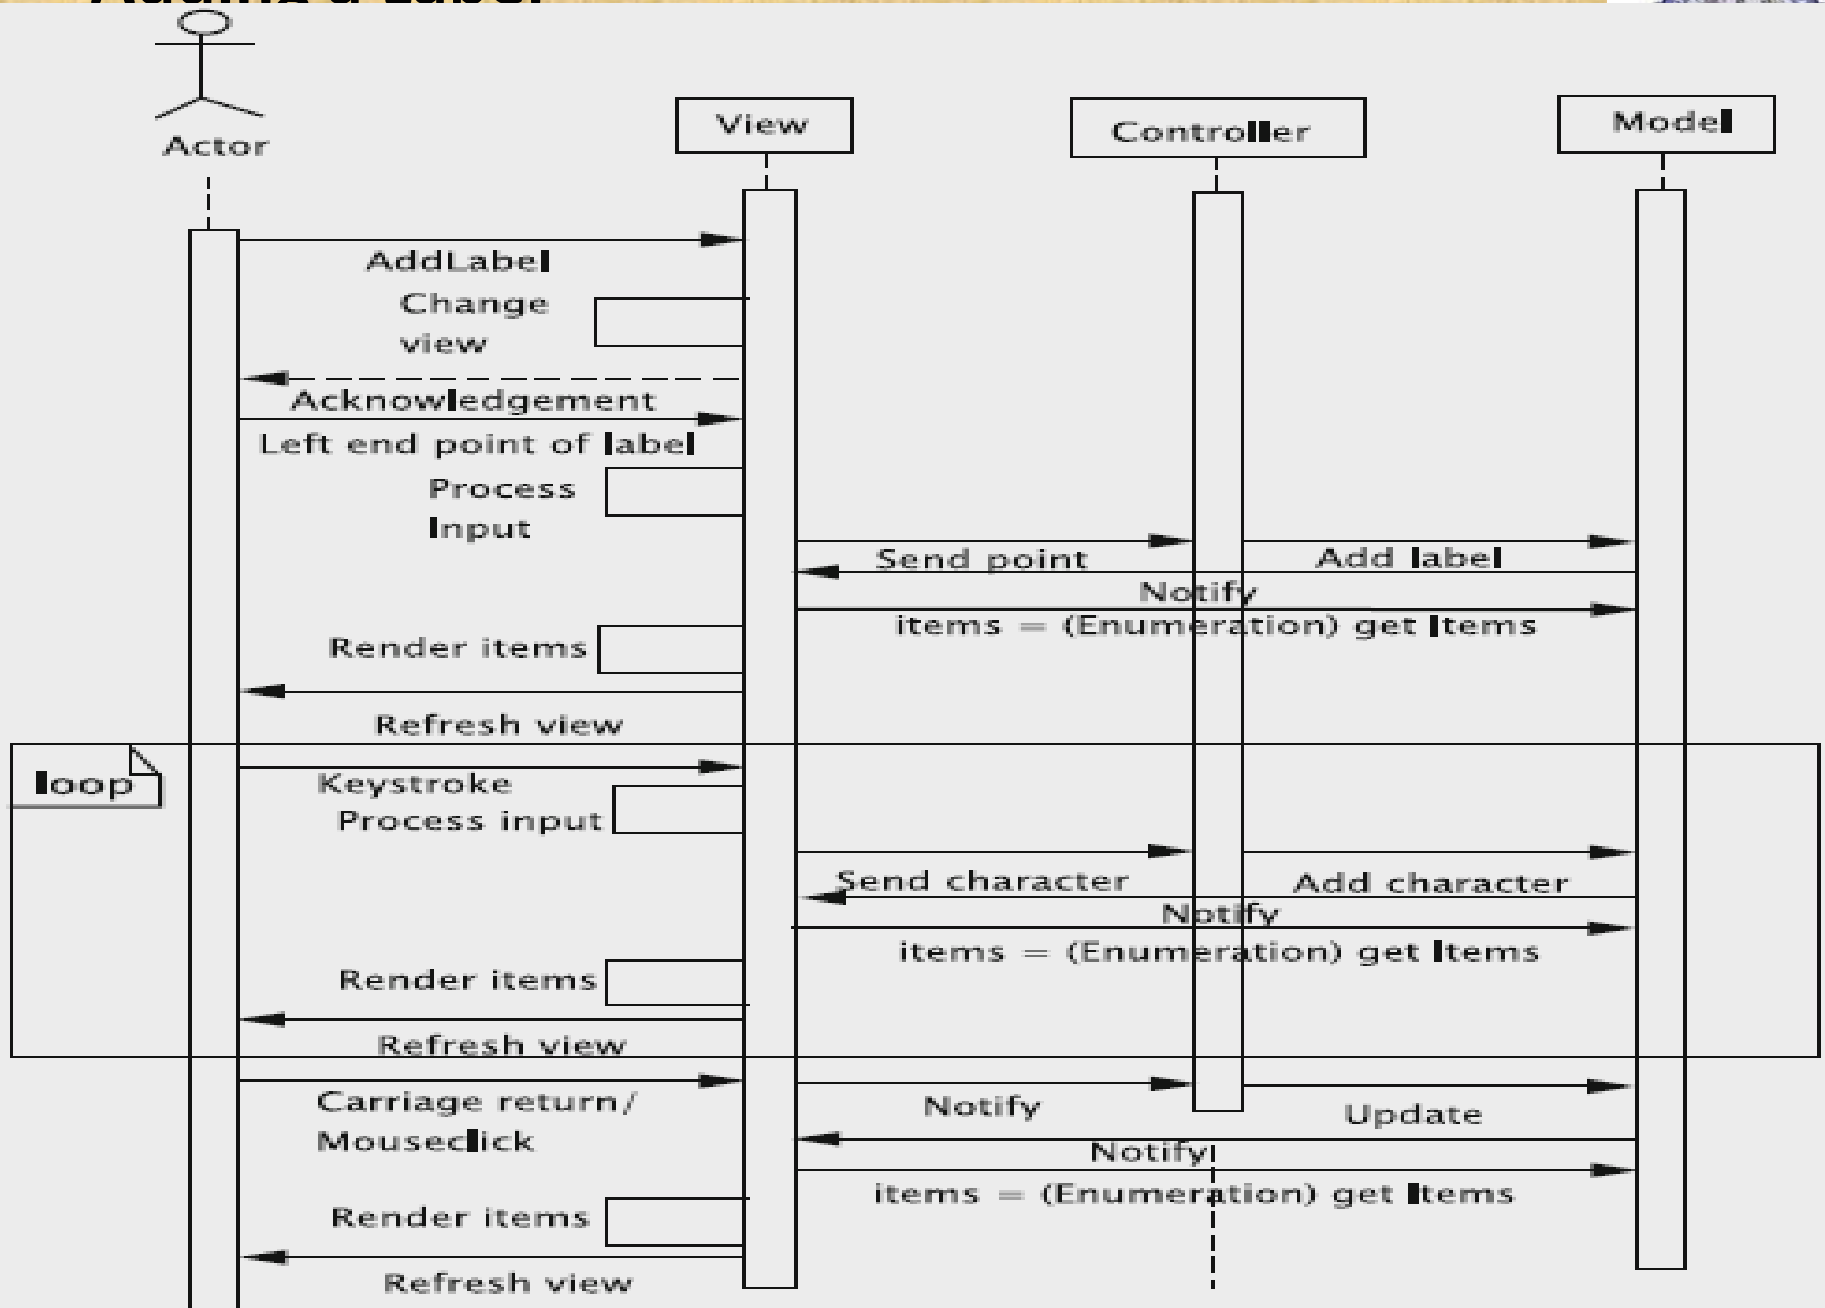 Adding a Label
Actor
View
Controller
Model
AddLabel
Change
view
Acknowledgement
Left end point of label
Process
Input
Send point
Add label
Notify
items = (Enumeration) get Items
Render items
Refresh view
loop
Keystroke
Process input
Send character
Add character
Notify
items = (Enumeration) get Items
Render items
Refresh view
Carriage return/
Mouseclick
Notify
Update
Notify
items = (Enumeration) get Items
Render items
Refresh view